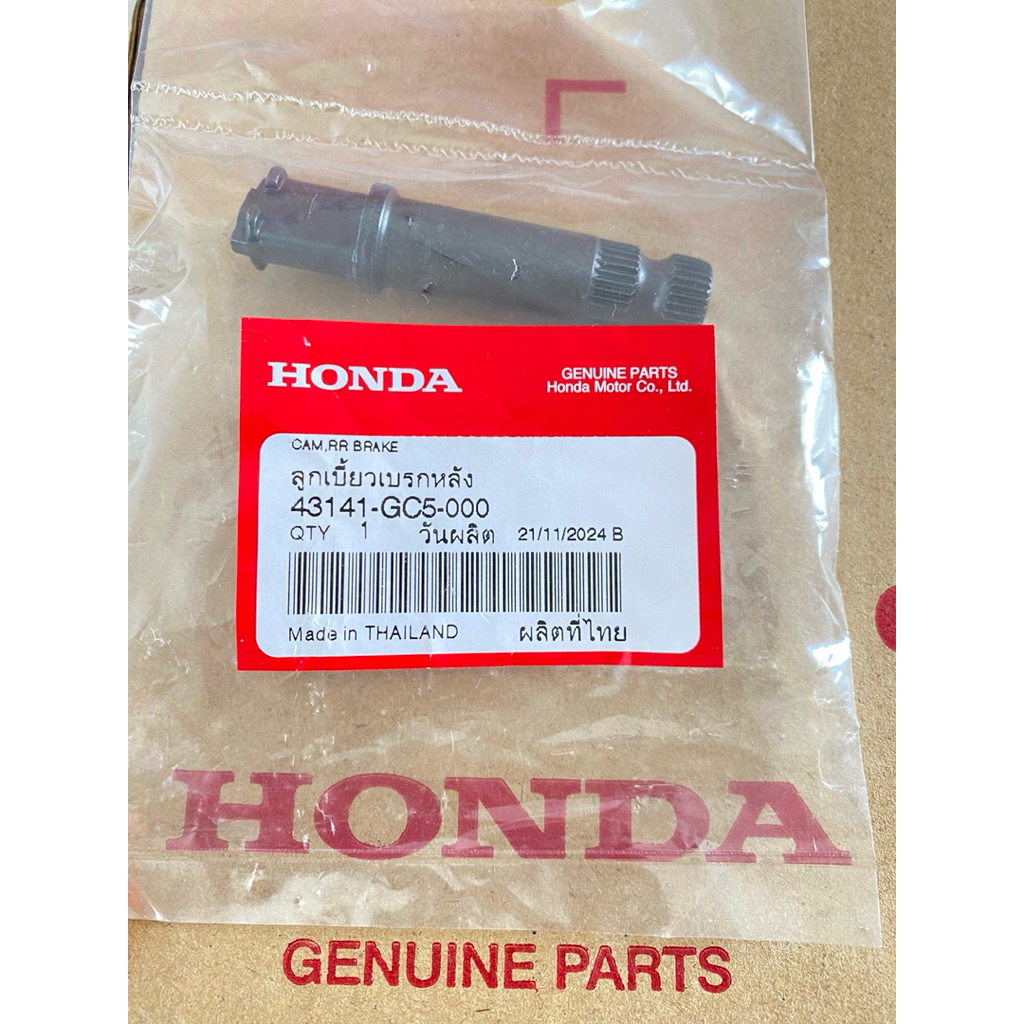 HONDA
GENUINE PARTS
Honda Motor Co., Ltd.
CAM,RR BRAKE
ลูกเบี้ยวเบรกหลัง
43141-GC5-000
QTY 1 วันผลิต 21/11/2024 B
Made in THAILAND ผลิตที่ไทย
HONDA
GENUINE PARTS